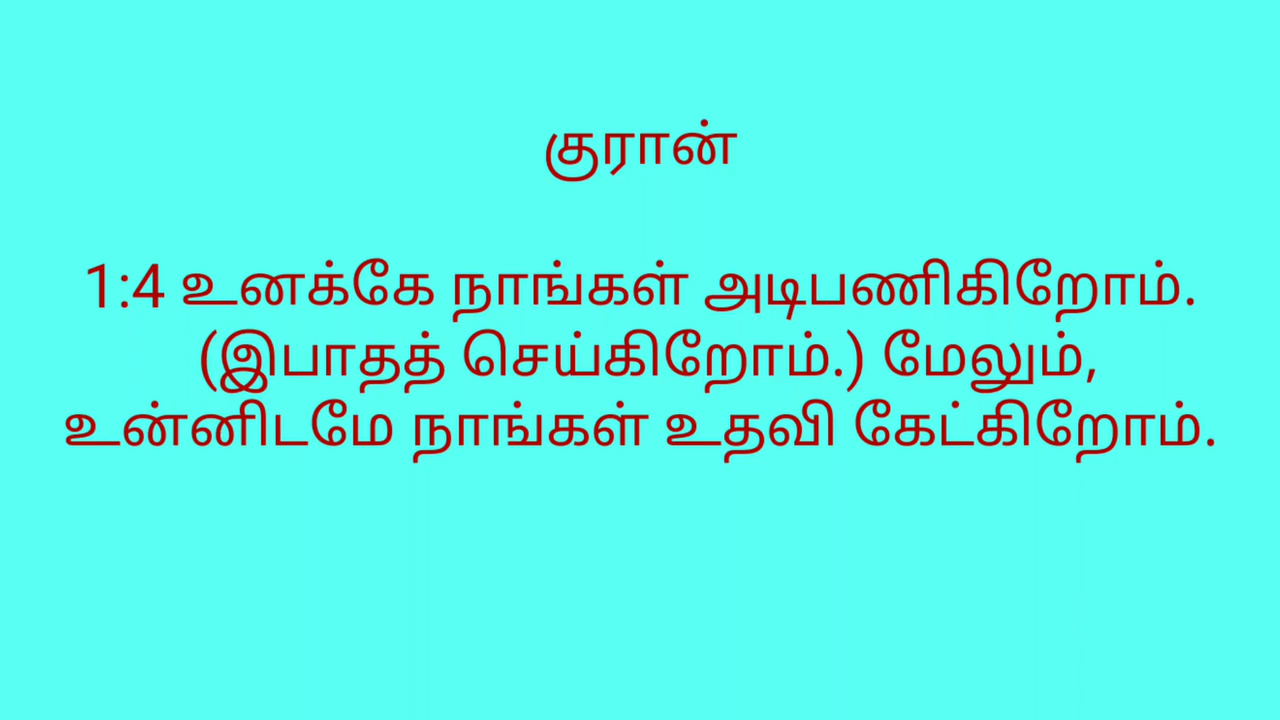 குரான்
1:4 உனக்கே நாங்கள் அடிபணிகிறோம்.
(இபாதத் செய்கிறோம்.) மேலும்,
உன்னிடமே நாங்கள் உதவி கேட்கிறோம்.